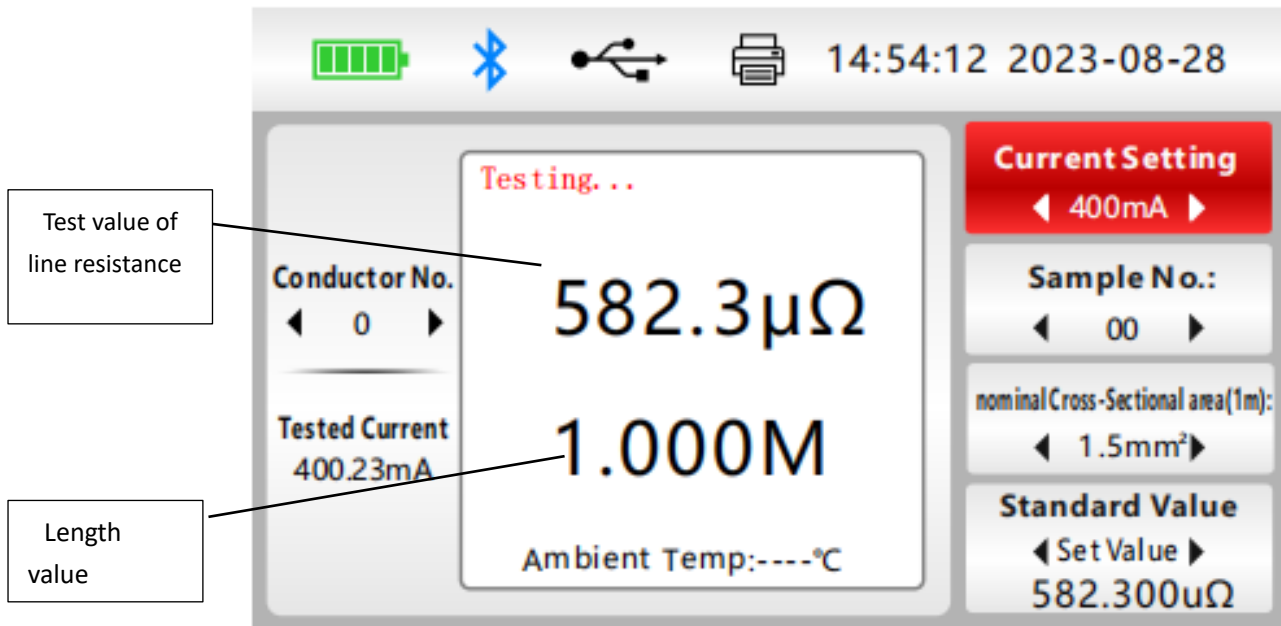 14:54:12 2023-08-28
Test value of
line resistance
Length
value
Conductor No.
0
Tested Current
400.23mA
Testing...
582.3μΩ
1.000M
Ambient Temp:----℃
Current Setting
400mA
Sample No.:
00
nominal Cross-Sectional area(1m):
1.5mm²
Standard Value
Set Value
582.300uΩ